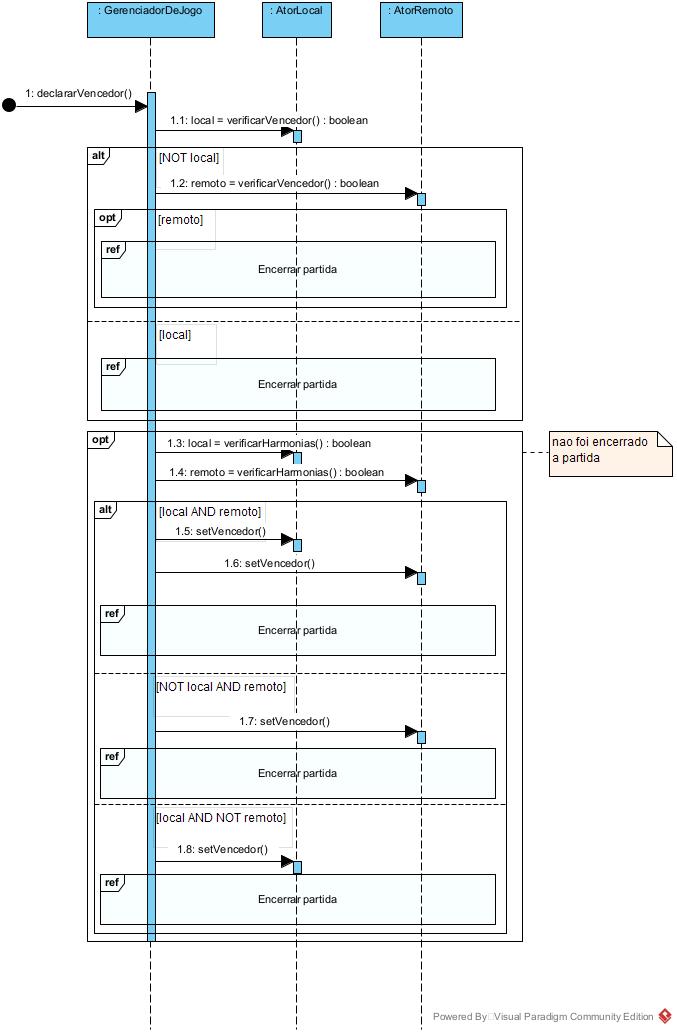 : GerenciadorDeJogo
: AtorLocal
: AtorRemoto
1: declararVencedor()
1.1: local = verificarVencedor() : boolean
alt
[NOT local]
1.2: remoto = verificarVencedor() : boolean
opt
[remoto]
ref
Encerrar partida
[local]
ref
Encerrar partida
opt
nao foi encerrado
a partida
1.3: local = verificarHarmonias() : boolean
1.4: remoto = verificarHarmonias() : boolean
alt
[local AND remoto]
1.5: setVencedor()
1.6: setVencedor()
ref
Encerrar partida
[NOT local AND remoto]
1.7: setVencedor()
ref
Encerrar partida
[local AND NOT remoto]
1.8: setVencedor()
ref
Encerrar partida
Powered By Visual Paradigm Community Edition